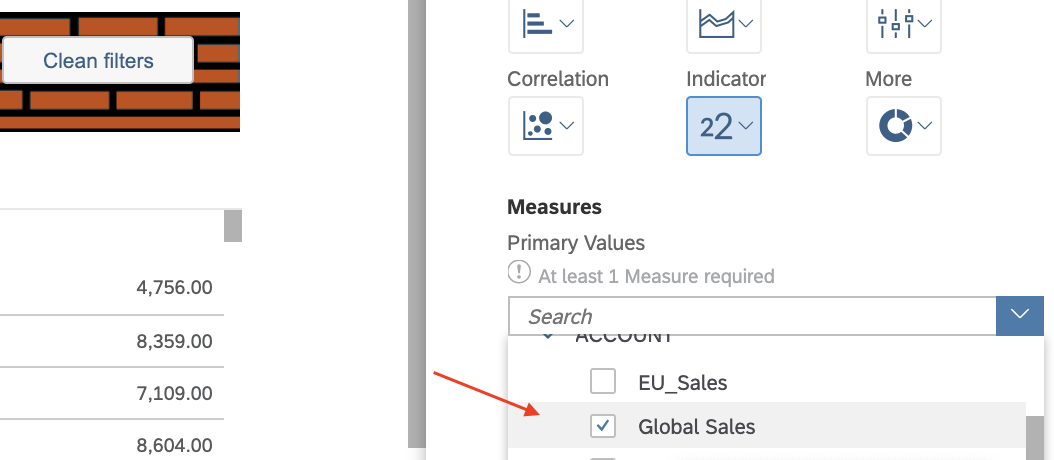 Clean filters
4,756.00
8,359.00
7,109.00
8,604.00
Correlation
Indicator
More
22
Measures
Primary Values
At least 1 Measure required
Search
ACCOUNT
EU_Sales
Global Sales